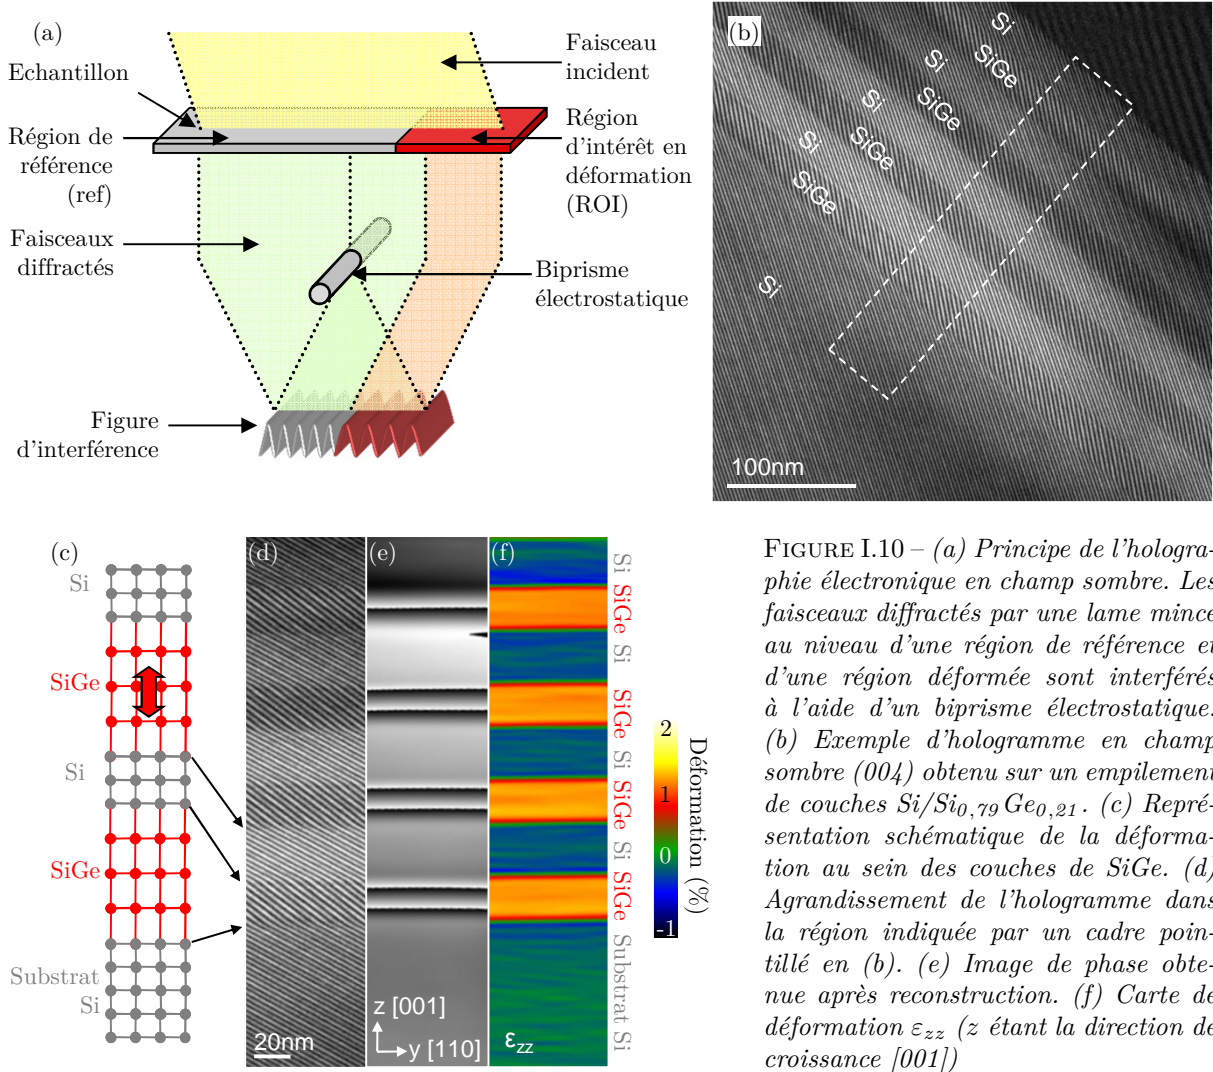 (a)
Faisceau
incident
Echantillon
Région de
référence
(ref)
Région
d'intérêt en
déformation
(ROI)
Faisceaux
diffractés
Biprisme
électrostatique
Figure
d'interférence
(b)
Si
SiGe
Si
SiGe
Si
SiGe
Si
SiGe
Si
100nm
(c)
Si
SiGe
Si
SiGe
Substrat
Si
(d)
20nm
(e)
z [001]
y [110]
(f)
εzz
Si
SiGe
Si
SiGe
Si
SiGe
Si
SiGe
Substrat Si
2
1
0
-1
Déformation (%)
FIGURE I.10 – (a) Principe de l'hologra-
phie électronique en champ sombre. Les
faisceaux diffractés par une lame mince
au niveau d'une région de référence et
d'une région déformée sont interférés
à l'aide d'un biprisme électrostatique.
(b) Exemple d'hologramme en champ
sombre (004) obtenu sur un empilement
de couches Si/Si0,79Ge0,21. (c) Repré-
sentation schématique de la déforma-
tion au sein des couches de SiGe. (d)
Agrandissement de l'hologramme dans
la région indiquée par un cadre poin-
tillé en (b). (e) Image de phase obte-
nue après reconstruction. (f) Carte de
déformation εzz (z étant la direction de
croissance [001])